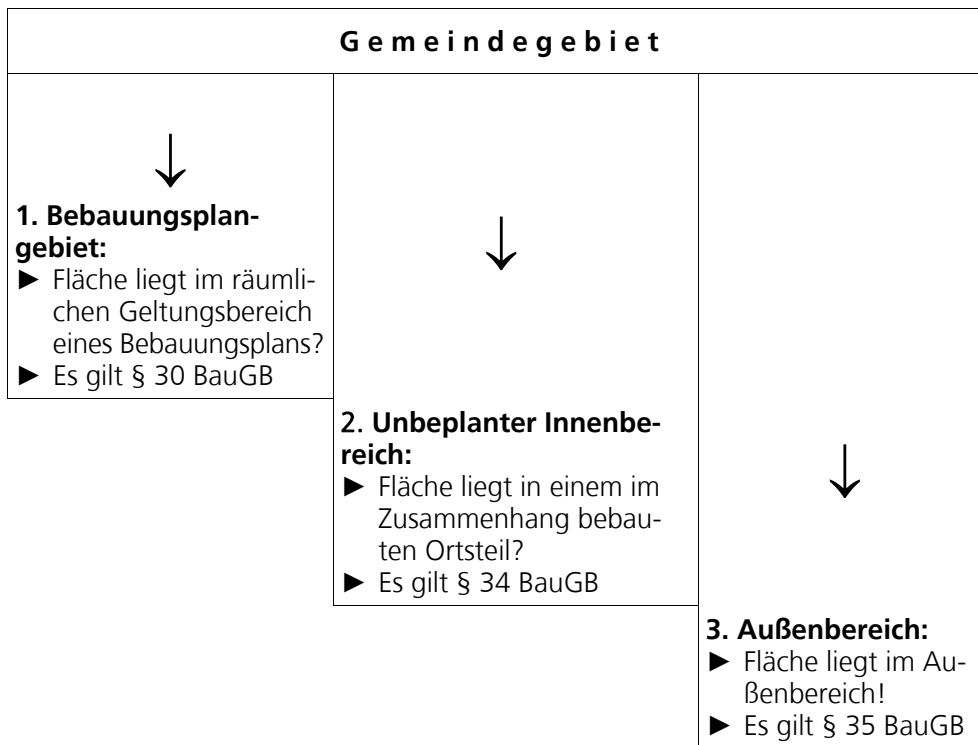 Gemeindegebiet
1. Bebauungsplan-
gebiet:
► Fläche liegt im räumli-
chen Geltungsbereich
eines Bebauungsplans?
► Es gilt § 30 BauGB
2. Unbeplanter Innenbe-
reich:
► Fläche liegt in einem im
Zusammenhang bebau-
ten Ortsteil?
► Es gilt § 34 BauGB
3. Außenbereich:
► Fläche liegt im Au-
ßenbereich!
► Es gilt § 35 BauGB